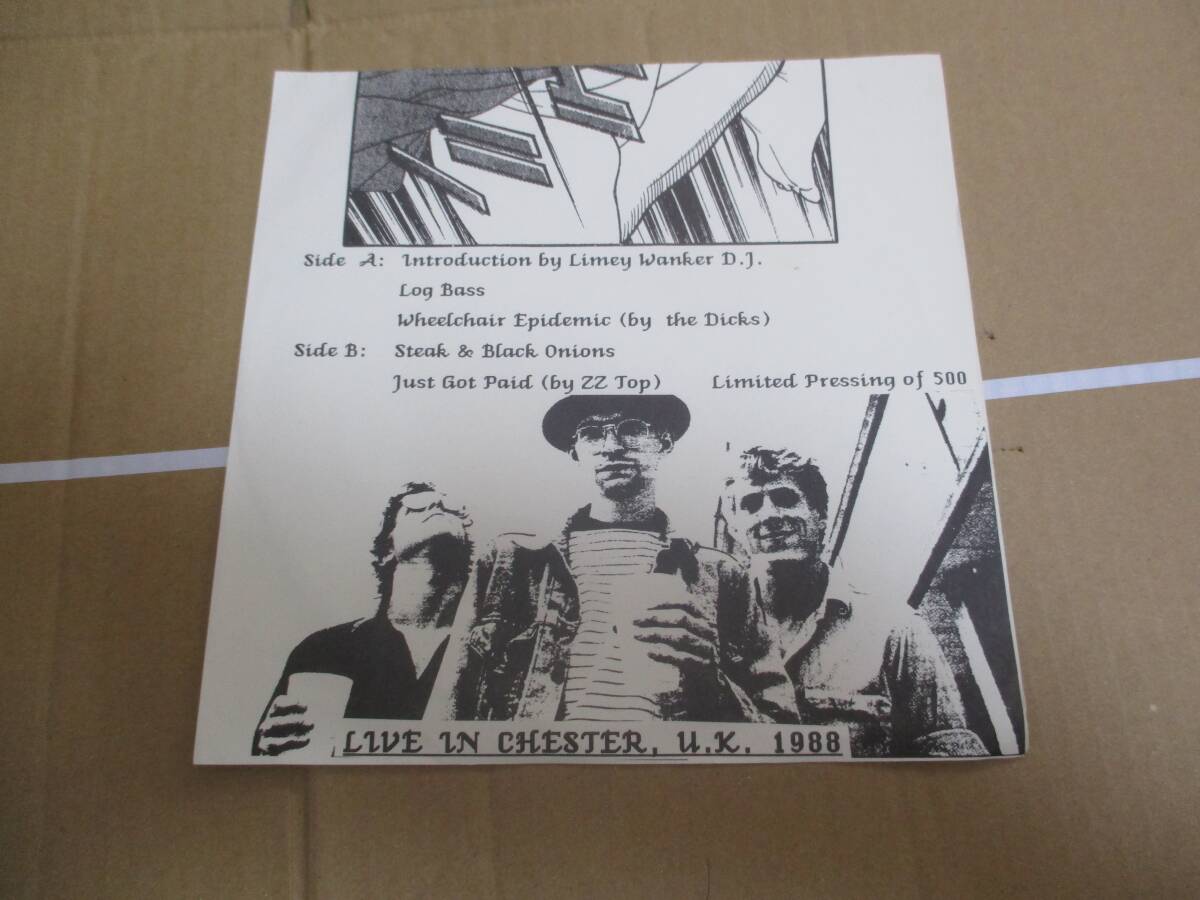 Side A: Introduction by Limey Wanker D.J.
Log Bass
Wheelchair Epidemic (by the Dicks)
Side B: Steak & Black Onions
Just Got Paid (by ZZ Top) Limited Pressing of 500
LIVE IN CHESTER, U.K. 1988